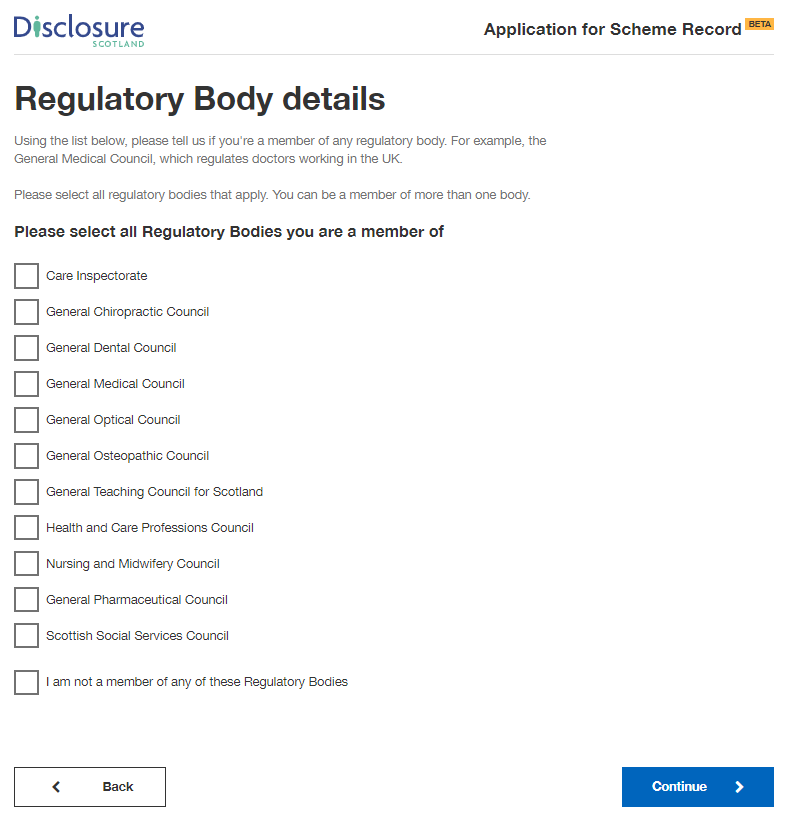 Disclosure
SCOTLAND
Application for Scheme Record BETA
Regulatory Body details
Using the list below, please tell us if you're a member of any regulatory body. For example, the
General Medical Council, which regulates doctors working in the UK.
Please select all regulatory bodies that apply. You can be a member of more than one body.
Please select all Regulatory Bodies you are a member of
Care Inspectorate
General Chiropractic Council
General Dental Council
General Medical Council
General Optical Council
General Osteopathic Council
General Teaching Council for Scotland
Health and Care Professions Council
Nursing and Midwifery Council
General Pharmaceutical Council
Scottish Social Services Council
I am not a member of any of these Regulatory Bodies
Back
Continue